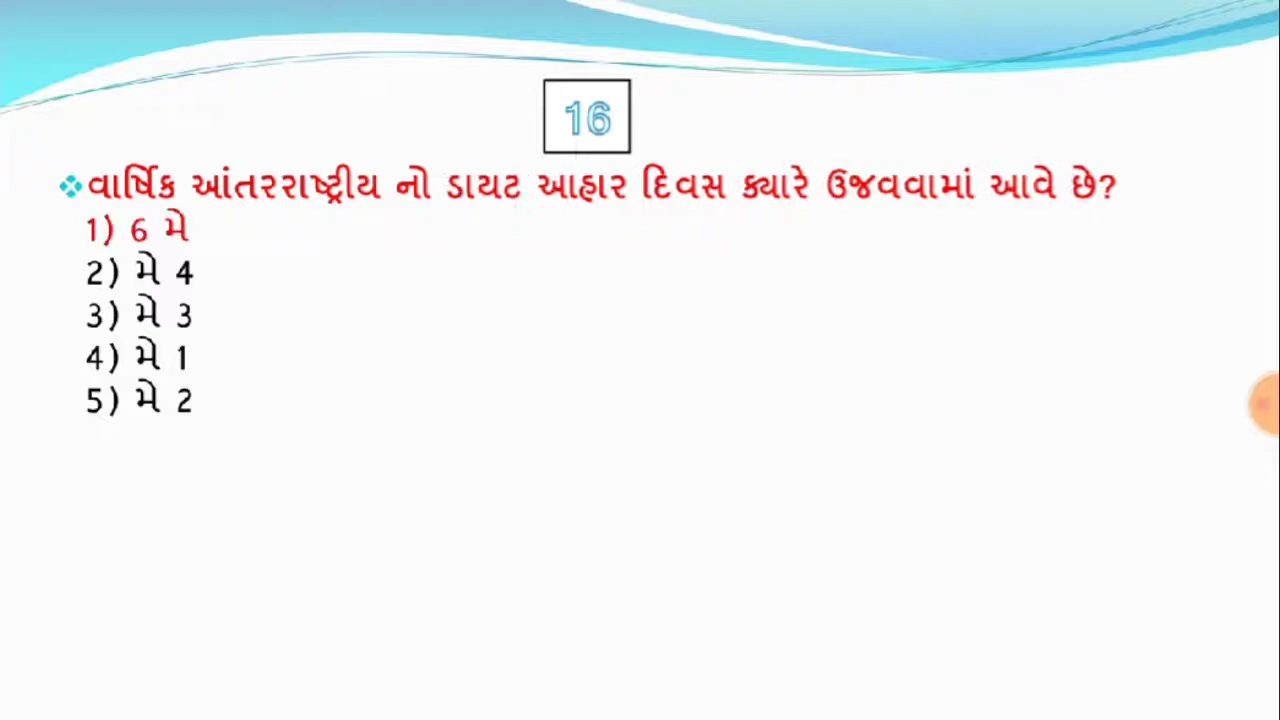 16
વાર્ષિક આંતરરાષ્ટ્રીય નો ડાયટ આહાર દિવસ ક્યારે ઉજવવામાં આવે છે?
1) 6 મે
2) મે 4
3) મે 3
4) મે 1
5) મે 2